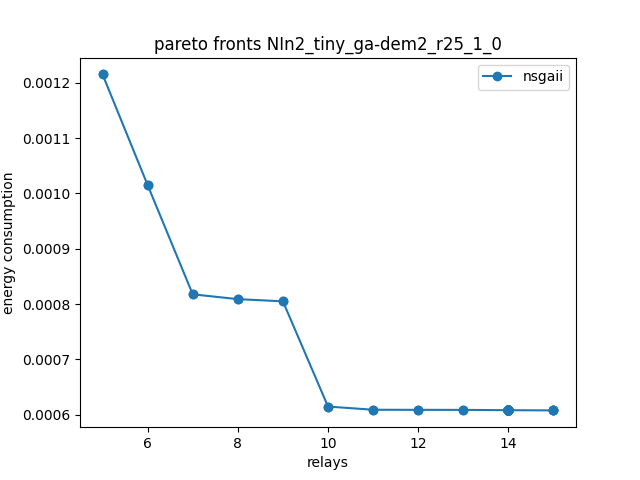 pareto fronts NIn2_tiny_ga-dem2_r25_1_0
nsgaii
0.0012
0.0011
0.0010
0.0009
0.0008
0.0007
0.0006
energy consumption
6 8 10 12 14
relays